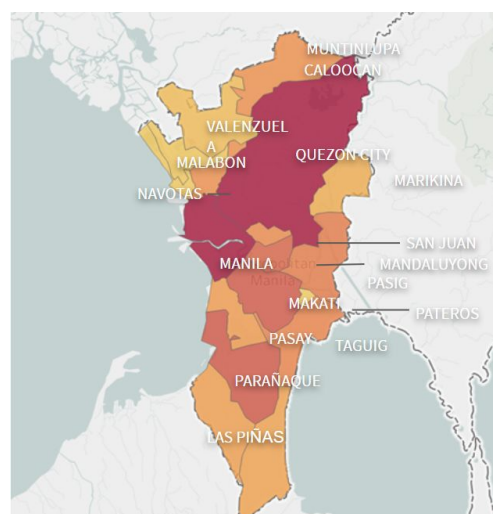 MUNTINLUPA
CALOOCAN
VALENZUEL
A
QUEZON CITY
MALABON
MARIKINA
NAVOTAS
SAN JUAN
MANILA
MANDALUYONG
Manila
PASIG
MAKATI
PATEROS
PASAY
TAGUIG
PARAÑAQUE
LAS PIÑAS